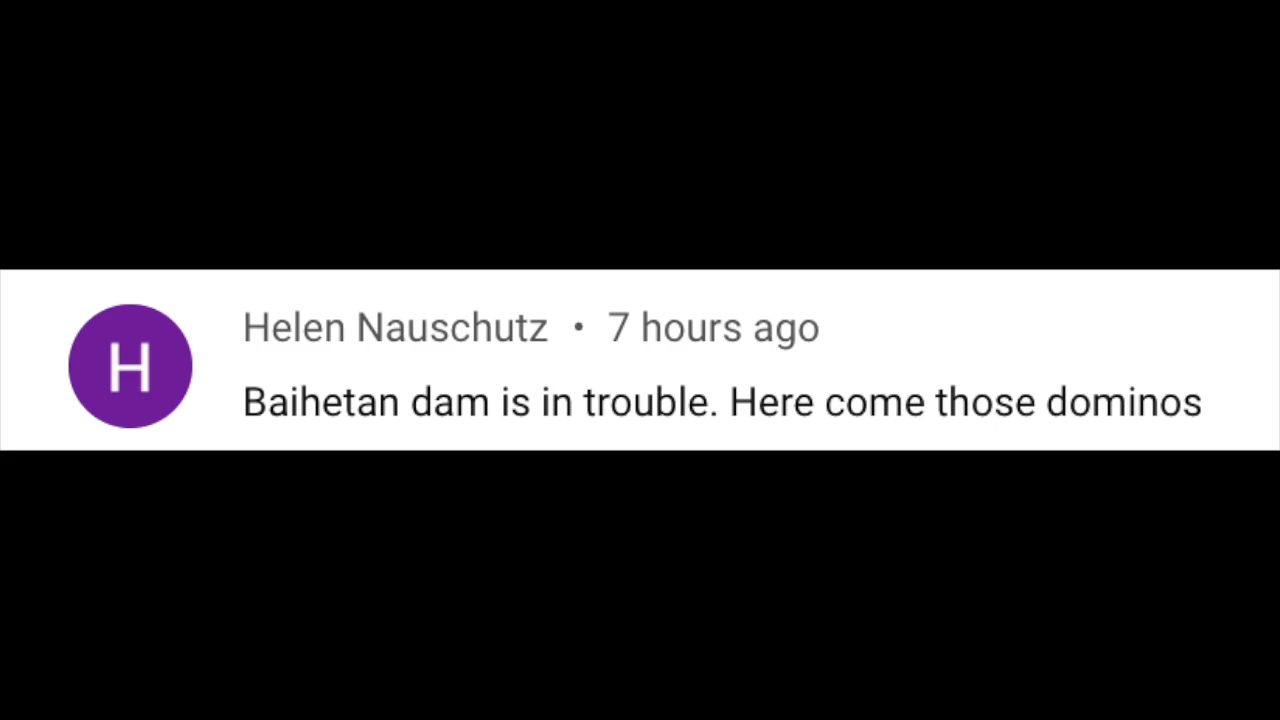 H
Helen Nauschutz • 7 hours ago
Baihetan dam is in trouble. Here come those dominos